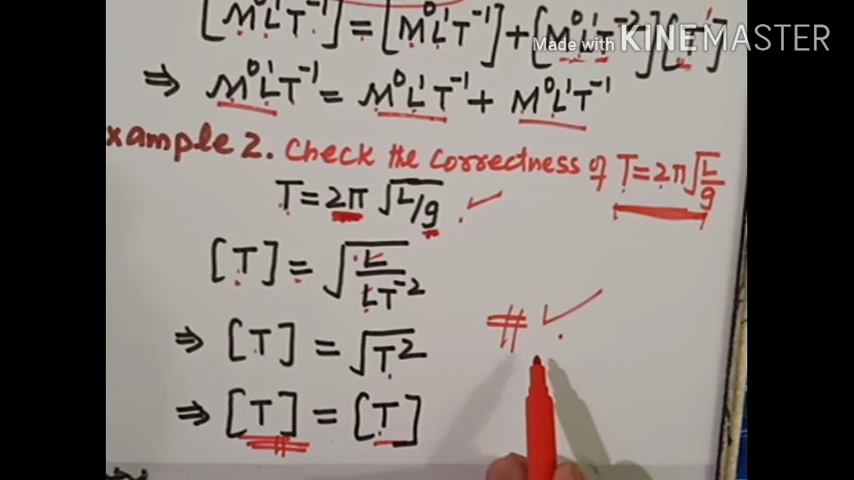 [M⁰L¹T⁻¹] = [M⁰L¹T⁻¹] + [M⁰L¹T⁻²][T¹]
Made with KINEMASTER
⇒ M⁰L¹T⁻¹ = M⁰L¹T⁻¹ + M⁰L¹T⁻¹
xample 2. Check the correctness of T=2π√L/g
T = 2π √L/g . ✓
[T] = √L/LT⁻²
# ✓
⇒ [T] = √T²
⇒ [T] = [T]